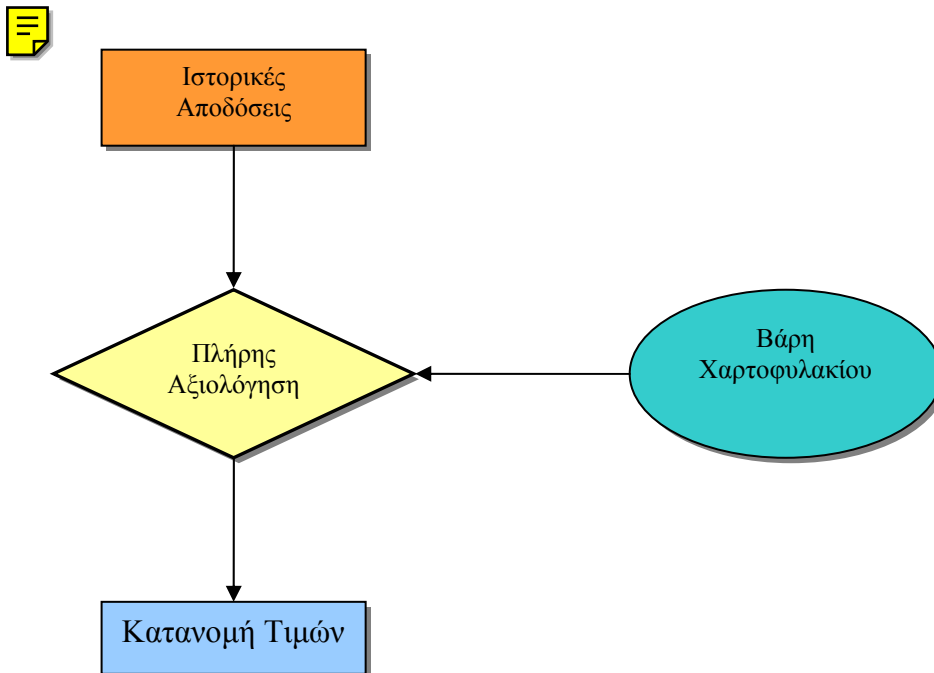 Ιστορικές
Αποδόσεις
Πλήρης
Αξιολόγηση
Βάρη
Χαρτοφυλακίου
Κατανομή Τιμών